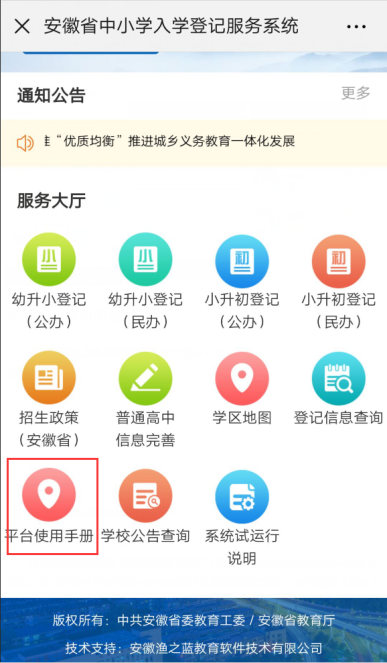 安徽省中小学入学登记服务系统
通知公告
更多
“优质均衡”推进城乡义务教育一体化发展
服务大厅
小
小
初
初
幼升小登记
（公办）
幼升小登记
（民办）
小升初登记
（公办）
小升初登记
（民办）
招生政策
（安徽省）
普通高中
信息完善
学区地图
登记信息查询
平台使用手册
学校公告查询
系统试运行
说明
版权所有：中共安徽省委教育工委 / 安徽省教育厅
技术支持：安徽渔之蓝教育软件技术有限公司